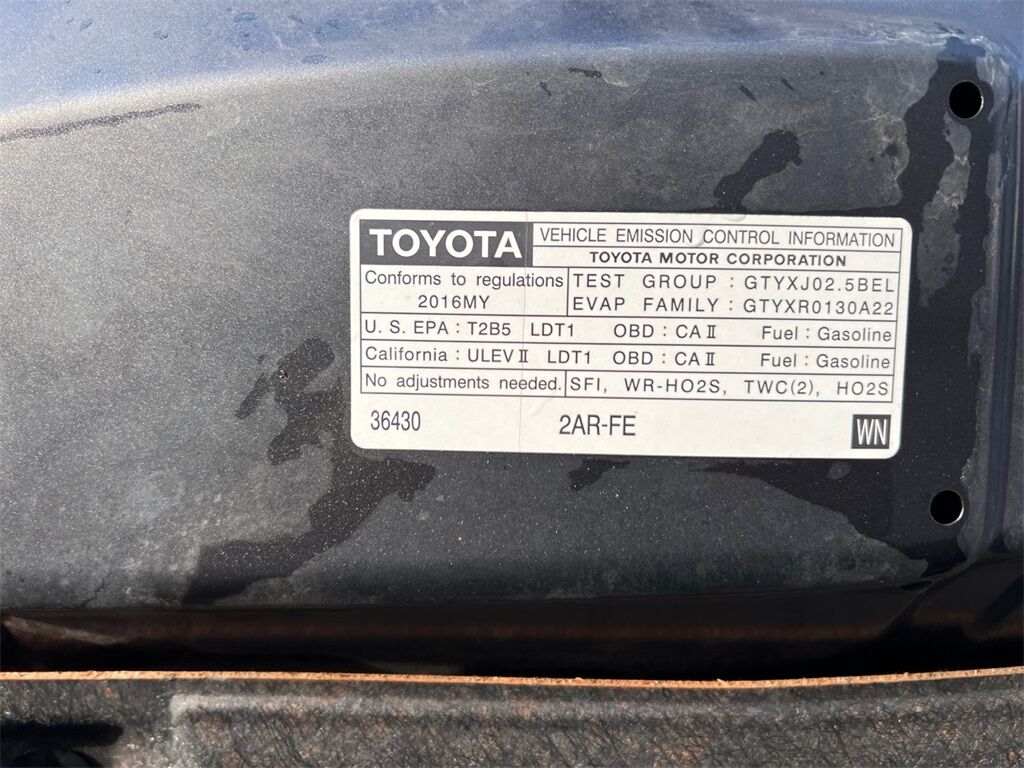 TOYOTA
VEHICLE EMISSION CONTROL INFORMATION
TOYOTA MOTOR CORPORATION
Conforms to regulations
2016MY
TEST GROUP : GTYXJ02.5BEL
EVAP FAMILY : GTYXR0130A22
U. S. EPA : T2B5 LDT1 OBD : CA II Fuel : Gasoline
California : ULEV II LDT1 OBD : CA II Fuel : Gasoline
No adjustments needed.
SFI, WR-HO2S, TWC(2), HO2S
36430 2AR-FE WN